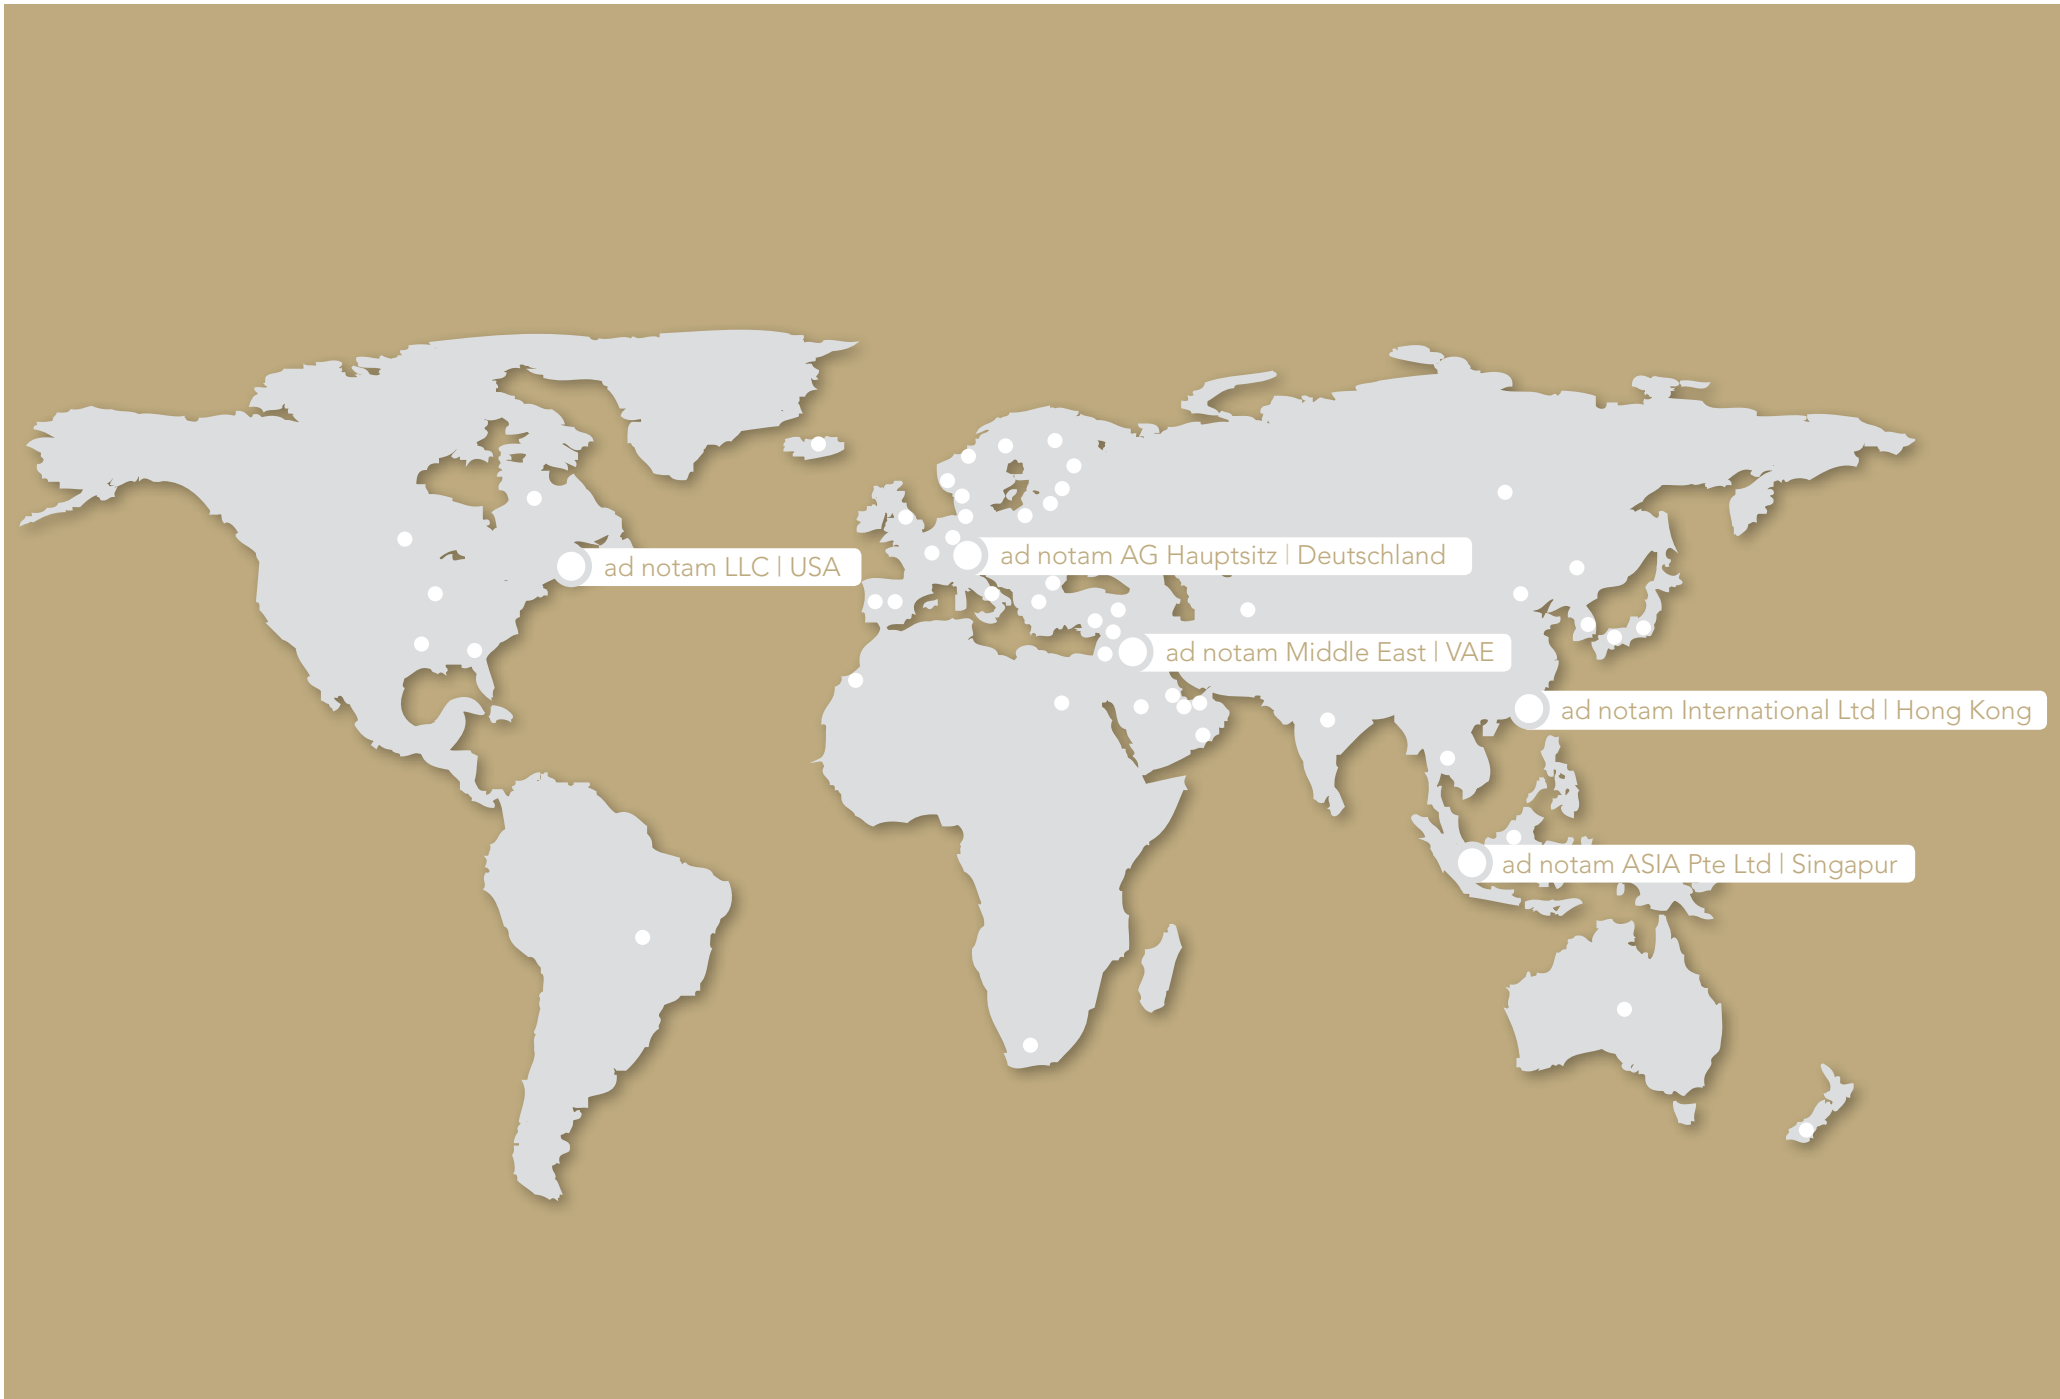 ad notam AG Hauptsitz | Deutschland
ad notam LLC | USA
ad notam Middle East | VAE
ad notam International Ltd | Hong Kong
ad notam ASIA Pte Ltd | Singapur